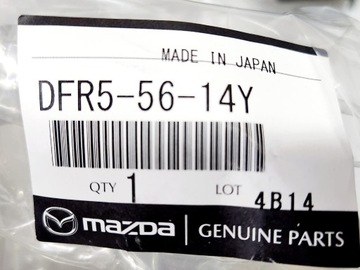 MADE IN JAPAN
DFR5-56-14Y
QTY 1 LOT 4B14
mazda GENUINE PARTS